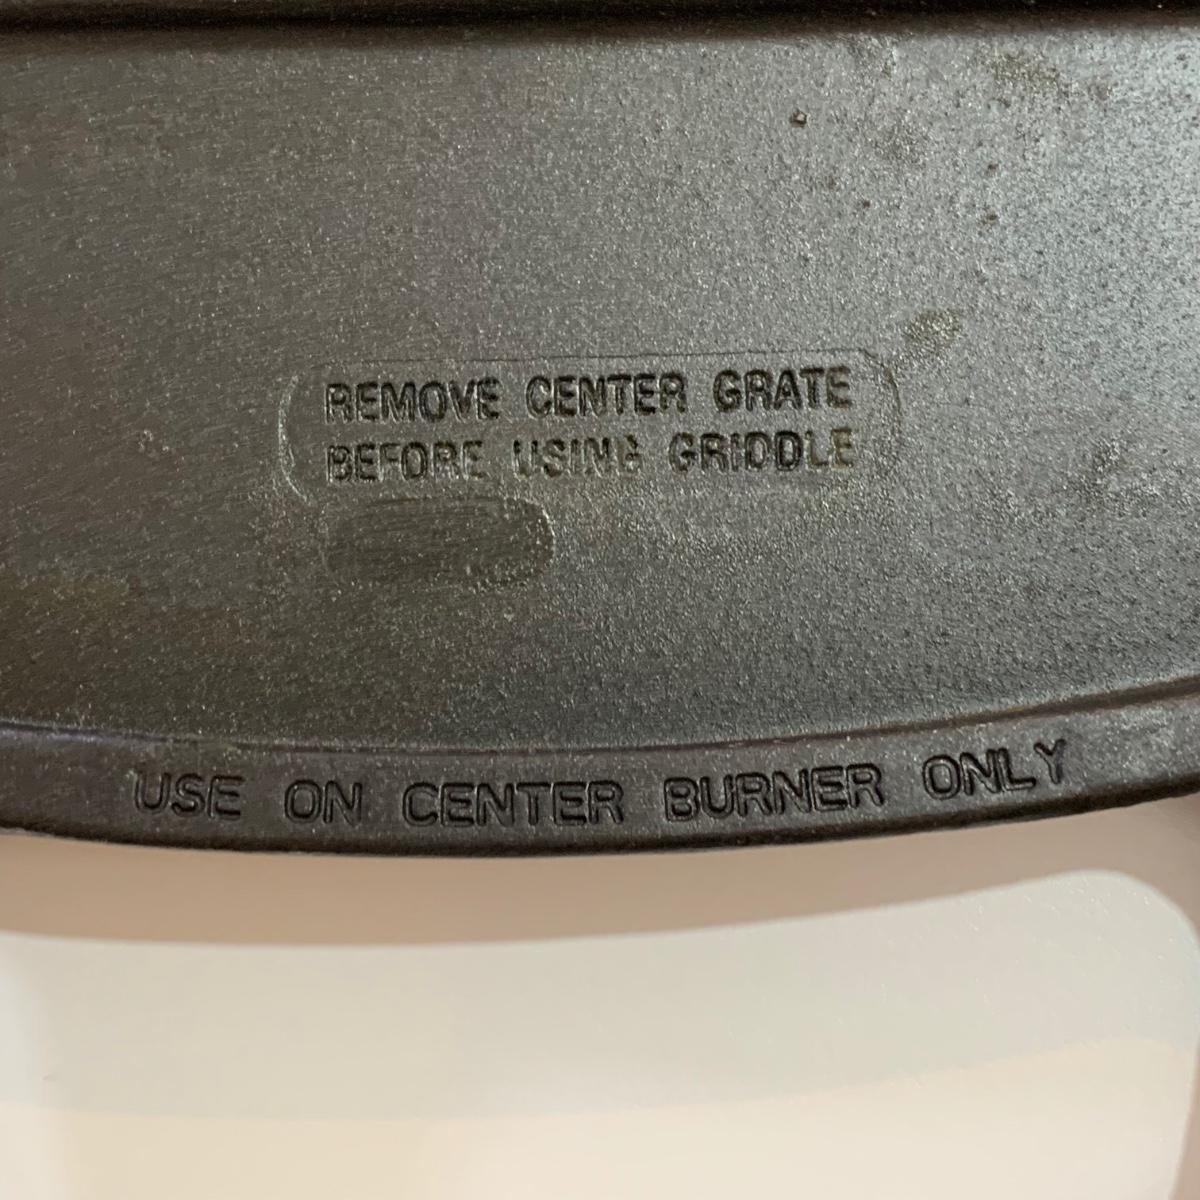 REMOVE CENTER GRATE
BEFORE USING GRIDDLE
USE ON CENTER BURNER ONLY